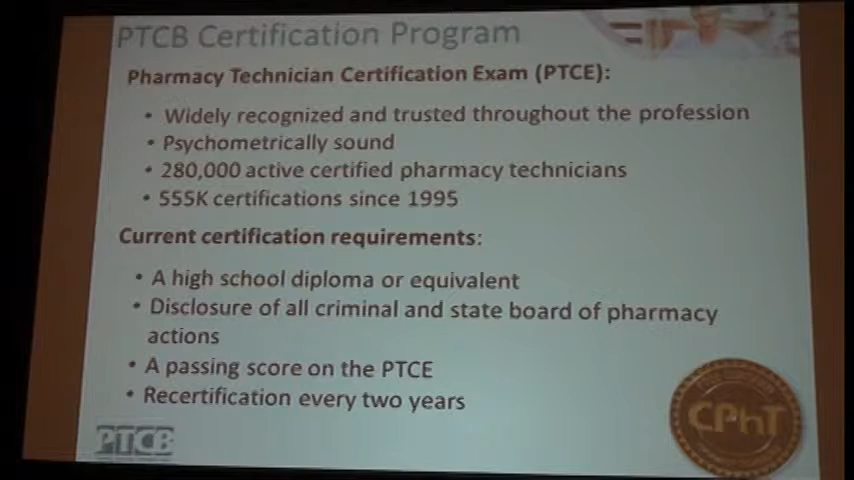 PTCB Certification Program
Pharmacy Technician Certification Exam (PTCE):
• Widely recognized and trusted throughout the profession
• Psychometrically sound
• 280,000 active certified pharmacy technicians
• 555K certifications since 1995
Current certification requirements:
• A high school diploma or equivalent
• Disclosure of all criminal and state board of pharmacy
actions
• A passing score on the PTCE
• Recertification every two years
PTCB
CPhT